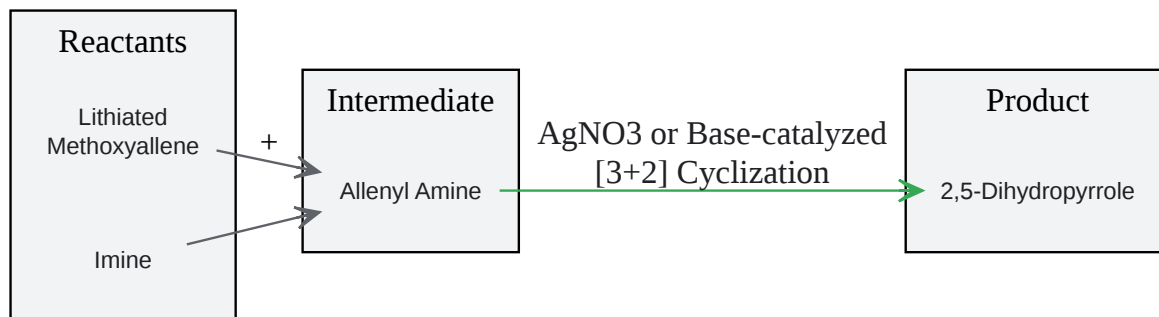 Reactants
Lithiated
Methoxyallene
+
Imine
Intermediate
Allenyl Amine
AgNO3 or Base-catalyzed
[3+2] Cyclization
Product
2,5-Dihydropyrrole